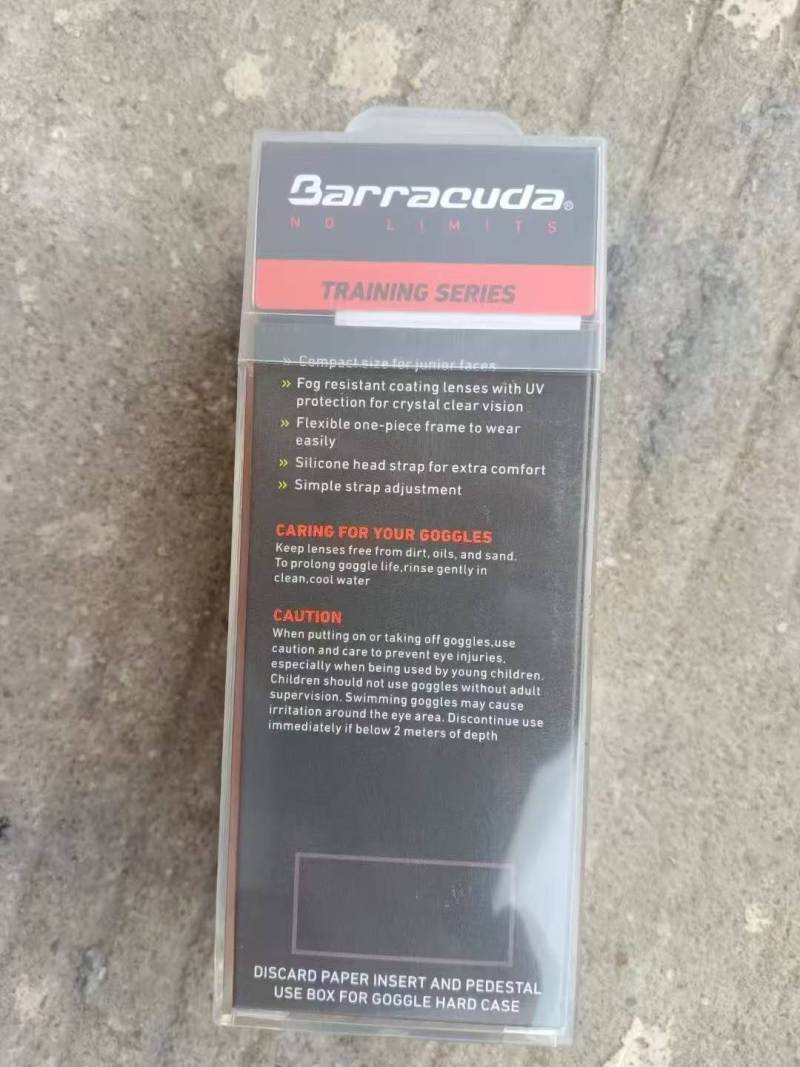 Barracuda®
NO LIMITS
TRAINING SERIES
» Compact size for junior faces
» Fog resistant coating lenses with UV
protection for crystal clear vision
» Flexible one-piece frame to wear
easily
» Silicone head strap for extra comfort
» Simple strap adjustment
CARING FOR YOUR GOGGLES
Keep lenses free from dirt, oils, and sand.
To prolong goggle life,rinse gently in
clean,cool water
CAUTION
When putting on or taking off goggles,use
caution and care to prevent eye injuries,
especially when being used by young children.
Children should not use goggles without adult
supervision. Swimming goggles may cause
irritation around the eye area. Discontinue use
immediately if below 2 meters of depth
DISCARD PAPER INSERT AND PEDESTAL
USE BOX FOR GOGGLE HARD CASE